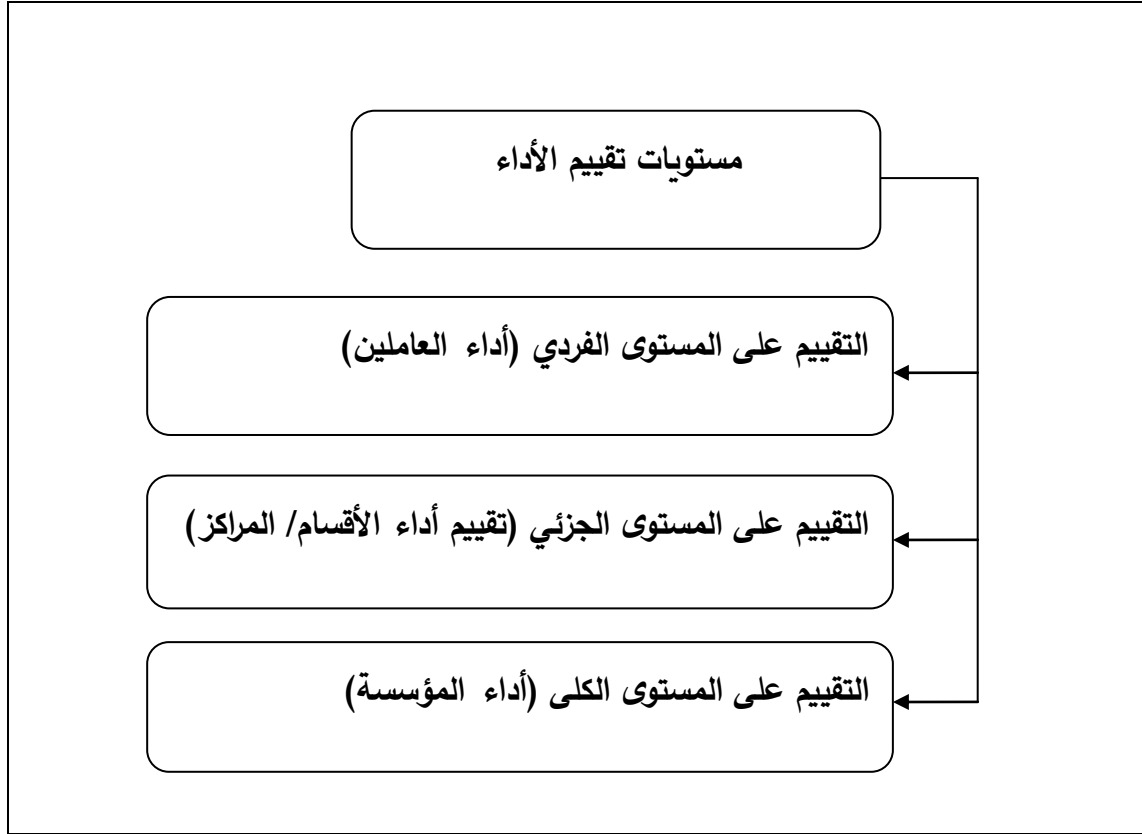 مستويات تقييم الأداء
التقييم على المستوى الفردي (أداء العاملين)
التقييم على المستوى الجزئي (تقييم أداء الأقسام/ المراكز)
التقييم على المستوى الكلى (أداء المؤسسة)